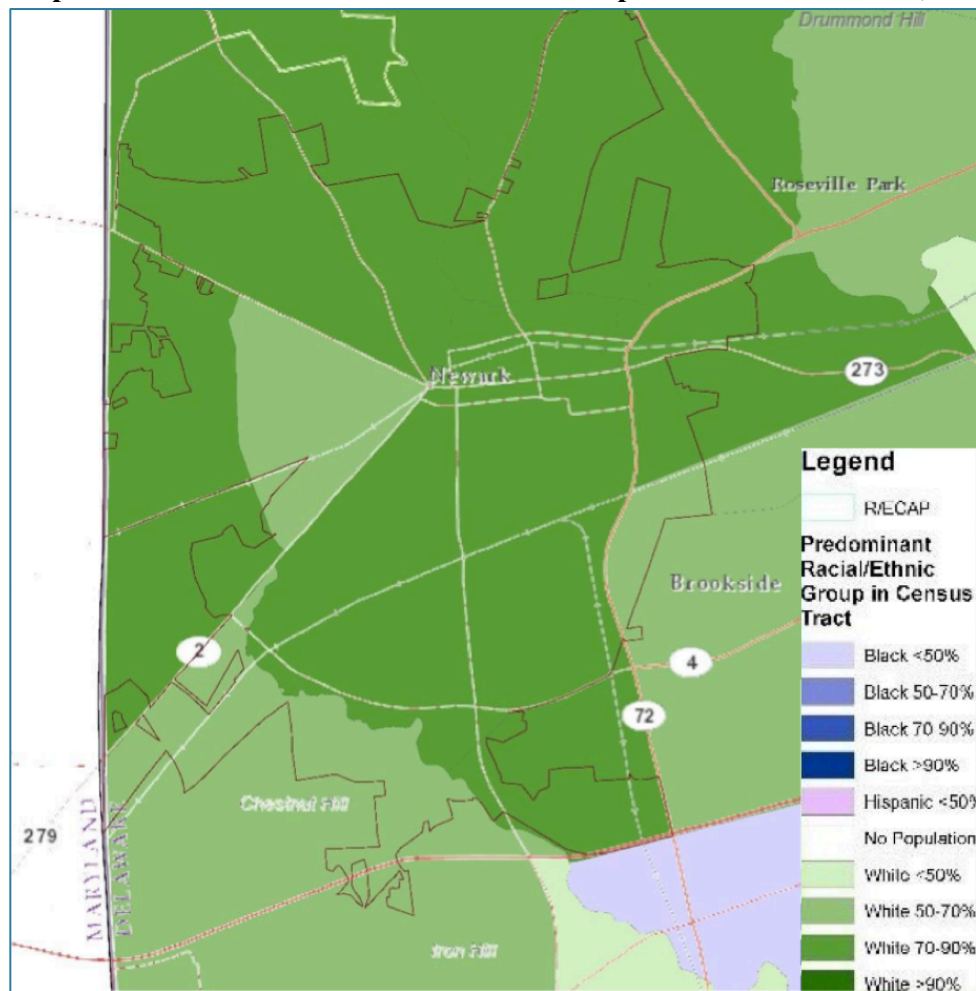 Drummond Hill
Roseville Park
Newark
273
Legend
R/ECAP
Predominant
Racial/Ethnic
Group in Census
Tract
Brookside
Black <50%
2
4
Black 50-70%
72
Black 70-90%
Black >90%
Chestnut Hill
Hispanic <50%
279
No Population
MARYLAND
DELAWARE
White <50%
White 50-70%
Iron Hill
White 70-90%
White >90%